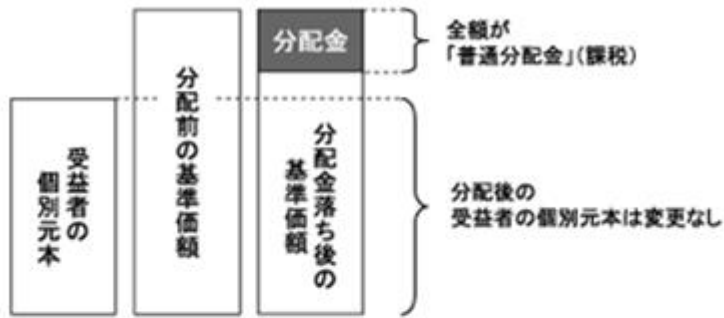 受益者の
個別元本
分配前の基準価額
分配金
分配金落ち後の
基準価額
全額が
「普通分配金」(課税)
分配後の
受益者の個別元本は変更なし